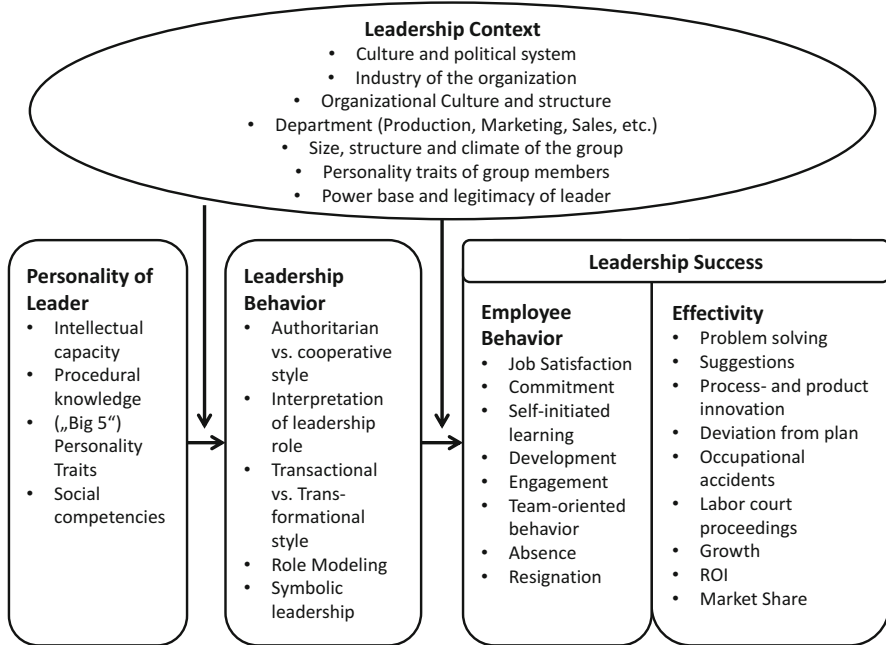 Leadership Context
• Culture and political system
• Industry of the organization
• Organizational Culture and structure
• Department (Production, Marketing, Sales, etc.)
• Size, structure and climate of the group
• Personality traits of group members
• Power base and legitimacy of leader
Personality of
Leader
• Intellectual
capacity
• Procedural
knowledge
• („Big 5“)
Personality
Traits
• Social
competencies
Leadership
Behavior
• Authoritarian
vs. cooperative
style
• Interpretation
of leadership
role
• Transactional
vs. Trans-
formational
style
• Role Modeling
• Symbolic
leadership
Leadership Success
Employee
Behavior
• Job Satisfaction
• Commitment
• Self-initiated
learning
• Development
• Engagement
• Team-oriented
behavior
• Absence
• Resignation
Effectivity
• Problem solving
• Suggestions
• Process- and product
innovation
• Deviation from plan
• Occupational
accidents
• Labor court
proceedings
• Growth
• ROI
• Market Share